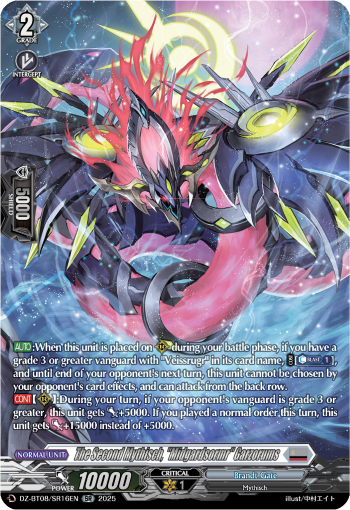 2
GRADE
INTERCEPT
5000
SHIELD
AUTO:When this unit is placed on during your battle phase, if you have a
grade 3 or greater vanguard with "Veissrugr" in its card name, [BLAST 1],
and until end of your opponent's next turn, this unit cannot be chosen by
your opponent's card effects, and can attack from the back row.
CONT :During your turn, if your opponent's vanguard is grade 3 or
greater, this unit gets +5000. If you played a normal order this turn, this
unit gets +15000 instead of +5000.
NORMAL UNIT
The Second Mythisch, "Midgardsorm"
POWER
10000
CRITICAL
1
Brandt Gate
Mythisch
DZ-BT08/SR16EN SR 2025
illust/中村エイト